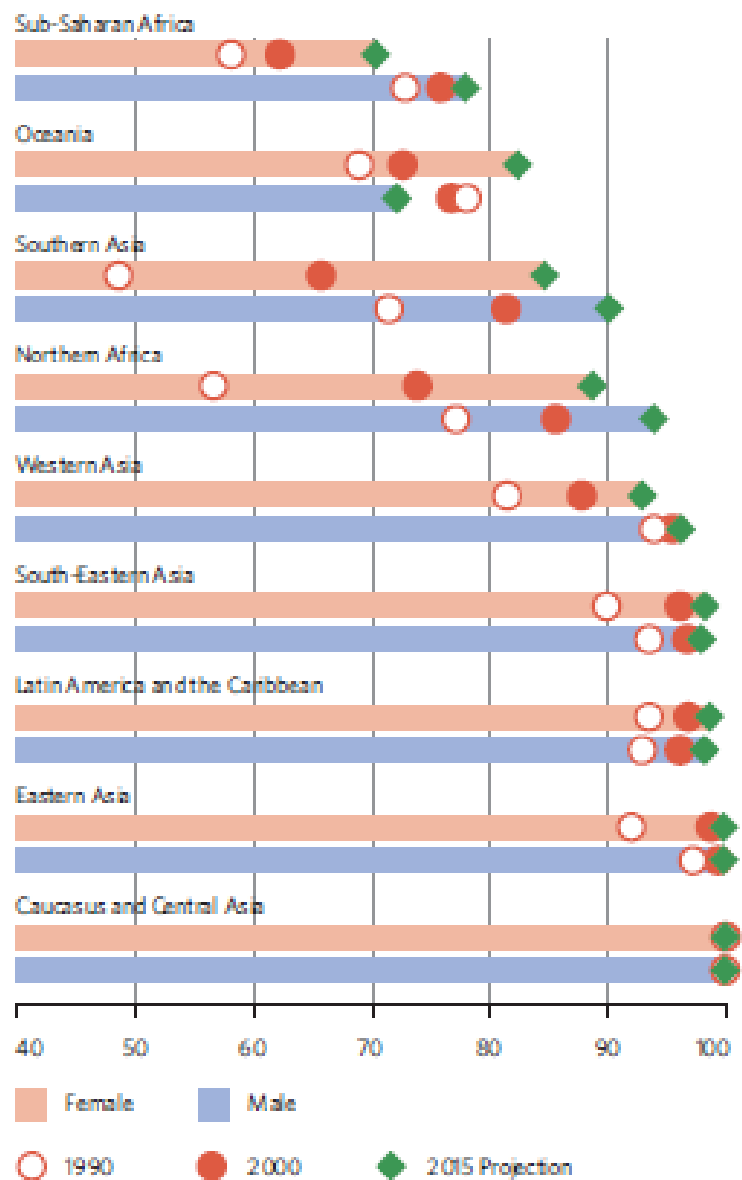 Sub-Saharan Africa
Oceania
Southern Asia
Northern Africa
Western Asia
South-Eastern Asia
Latin America and the Caribbean
Eastern Asia
Caucasus and Central Asia
40 50 60 70 80 90 100
Female Male
1990 2000 2015 Projection